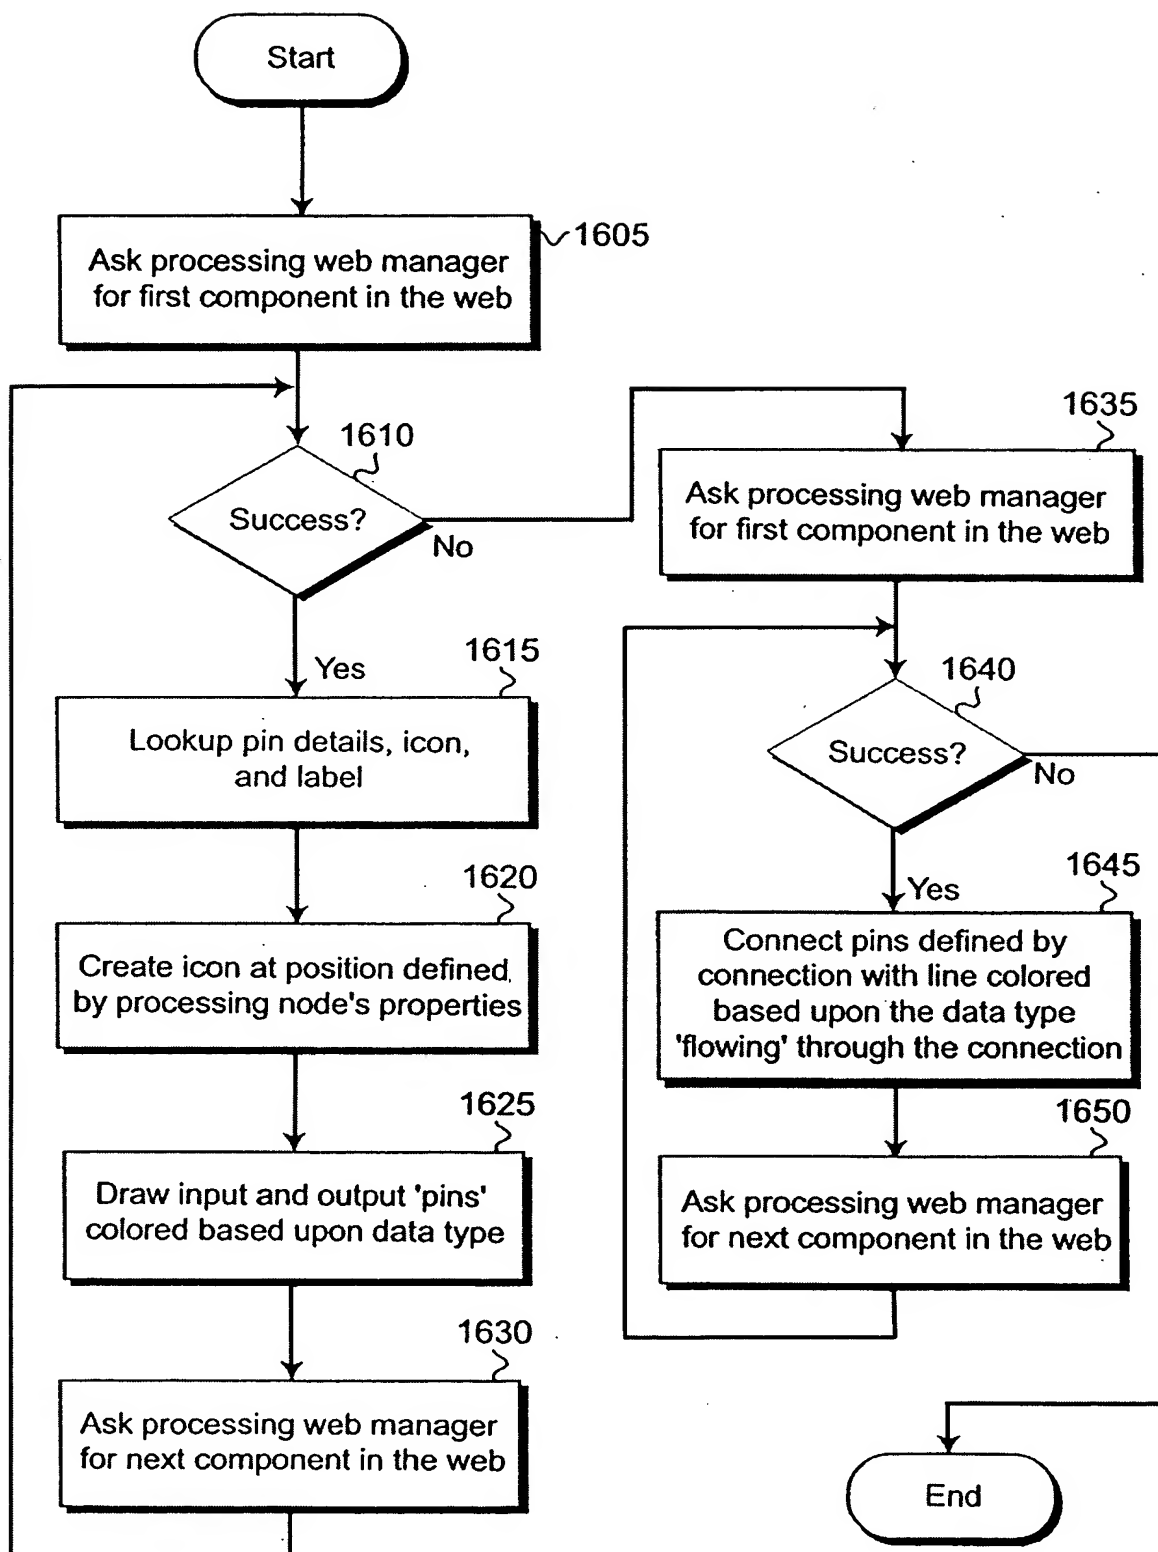 Start
1605
Ask processing web manager
for first component in the web
1610
Success?
No
Yes
1615
Lookup pin details, icon,
and label
1620
Create icon at position defined
by processing node's properties
1625
Draw input and output 'pins'
colored based upon data type
1630
Ask processing web manager
for next component in the web
1635
Ask processing web manager
for first component in the web
1640
Success?
No
Yes
1645
Connect pins defined by
connection with line colored
based upon the data type
'flowing' through the connection
1650
Ask processing web manager
for next component in the web
End